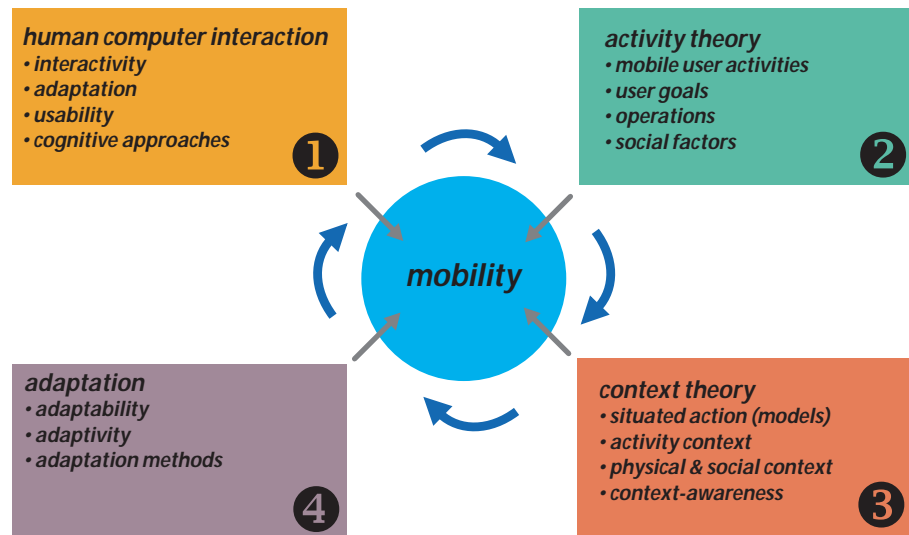 human computer interaction
• interactivity
• adaptation
• usability
• cognitive approaches
1
activity theory
• mobile user activities
• user goals
• operations
• social factors
2
mobility
adaptation
• adaptability
• adaptivity
• adaptation methods
4
context theory
• situated action (models)
• activity context
• physical & social context
• context-awareness
3